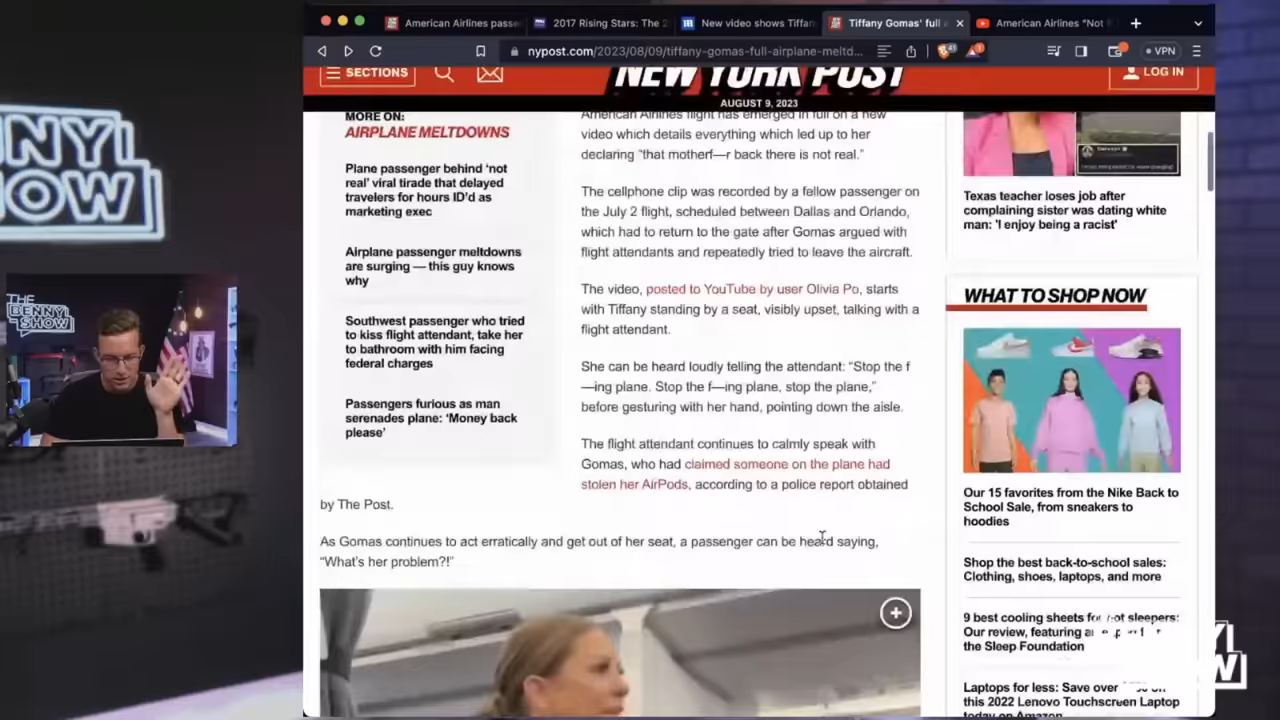 American Airlines passe
2017 Rising Stars: The 2
New video shows Tiffan
Tiffany Gomas' full
American Airlines "Not
nypost.com/2023/08/09/tiffany-gomas-full-airplane-meltd...
VPN
SECTIONS
NEW YORK POST
LOG IN
AUGUST 9, 2023
MORE ON:
AIRPLANE MELTDOWNS
Plane passenger behind ‘not
real’ viral tirade that delayed
travelers for hours ID’d as
marketing exec
Airplane passenger meltdowns
are surging — this guy knows
why
Southwest passenger who tried
to kiss flight attendant, take her
to bathroom with him facing
federal charges
Passengers furious as man
serenades plane: ‘Money back
please’
American Airlines flight has emerged in full on a new
video which details everything which led up to her
declaring “that motherf—r back there is not real.”
The cellphone clip was recorded by a fellow passenger on
the July 2 flight, scheduled between Dallas and Orlando,
which had to return to the gate after Gomas argued with
flight attendants and repeatedly tried to leave the aircraft.
The video, posted to YouTube by user Olivia Po, starts
with Tiffany standing by a seat, visibly upset, talking with a
flight attendant.
She can be heard loudly telling the attendant: “Stop the f
—ing plane. Stop the f—ing plane, stop the plane,”
before gesturing with her hand, pointing down the aisle.
The flight attendant continues to calmly speak with
Gomas, who had claimed someone on the plane had
stolen her AirPods, according to a police report obtained
by The Post.
As Gomas continues to act erratically and get out of her seat, a passenger can be heard saying,
“What’s her problem?!”
Texas teacher loses job after
complaining sister was dating white
man: 'I enjoy being a racist'
WHAT TO SHOP NOW
Our 15 favorites from the Nike Back to
School Sale, from sneakers to
hoodies
Shop the best back-to-school sales:
Clothing, shoes, laptops, and more
9 best cooling sheets for hot sleepers:
Our review, featuring
the Sleep Foundation
Laptops for less: Save over
this 2022 Lenovo Touchscreen Laptop
today on Amazon
NNY
OW
THE
BENNY
SHOW